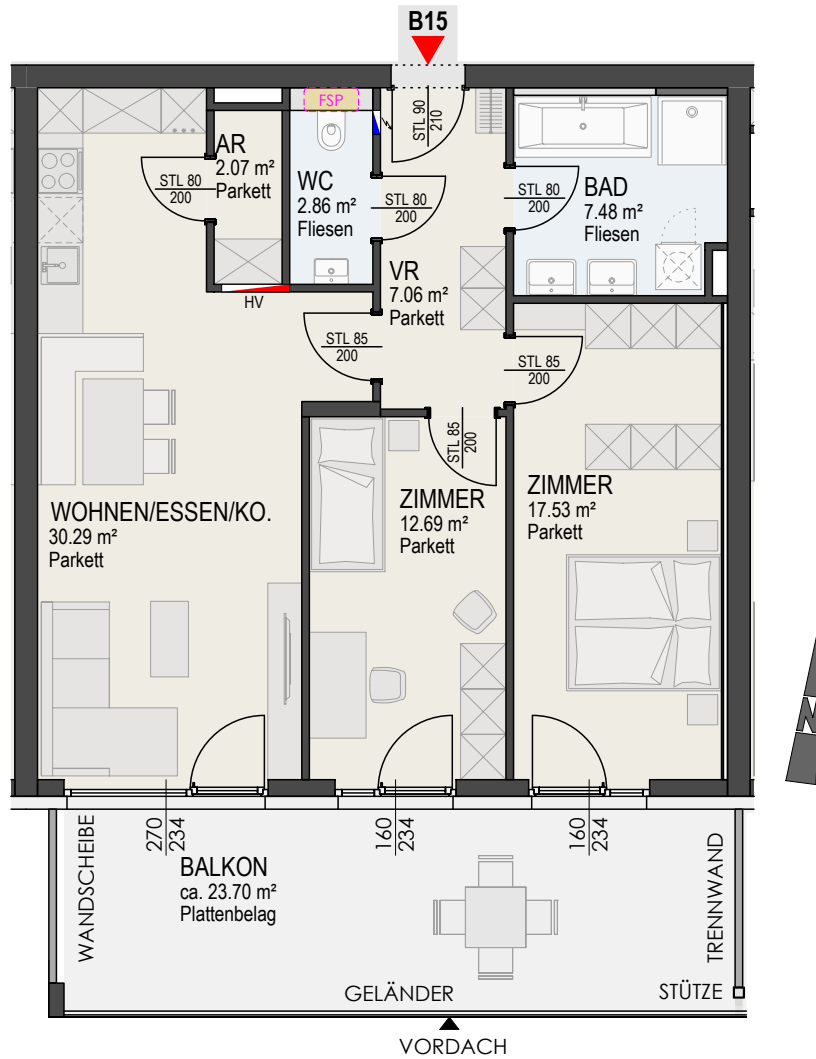 B15
FSP
STL 90
210
AR
2.07 m²
Parkett
STL 80
200
WC
2.86 m²
Fliesen
STL 80
200
STL 80
200
BAD
7.48 m²
Fliesen
VR
7.06 m²
Parkett
HV
STL 85
200
STL 85
200
STL 85
200
WOHNEN/ESSEN/KO.
30.29 m²
Parkett
ZIMMER
12.69 m²
Parkett
ZIMMER
17.53 m²
Parkett
N
WANDSCHEIBE
270
234
160
234
160
234
TRENNWAND
BALKON
ca. 23.70 m²
Plattenbelag
GELÄNDER
STÜTZE
VORDACH